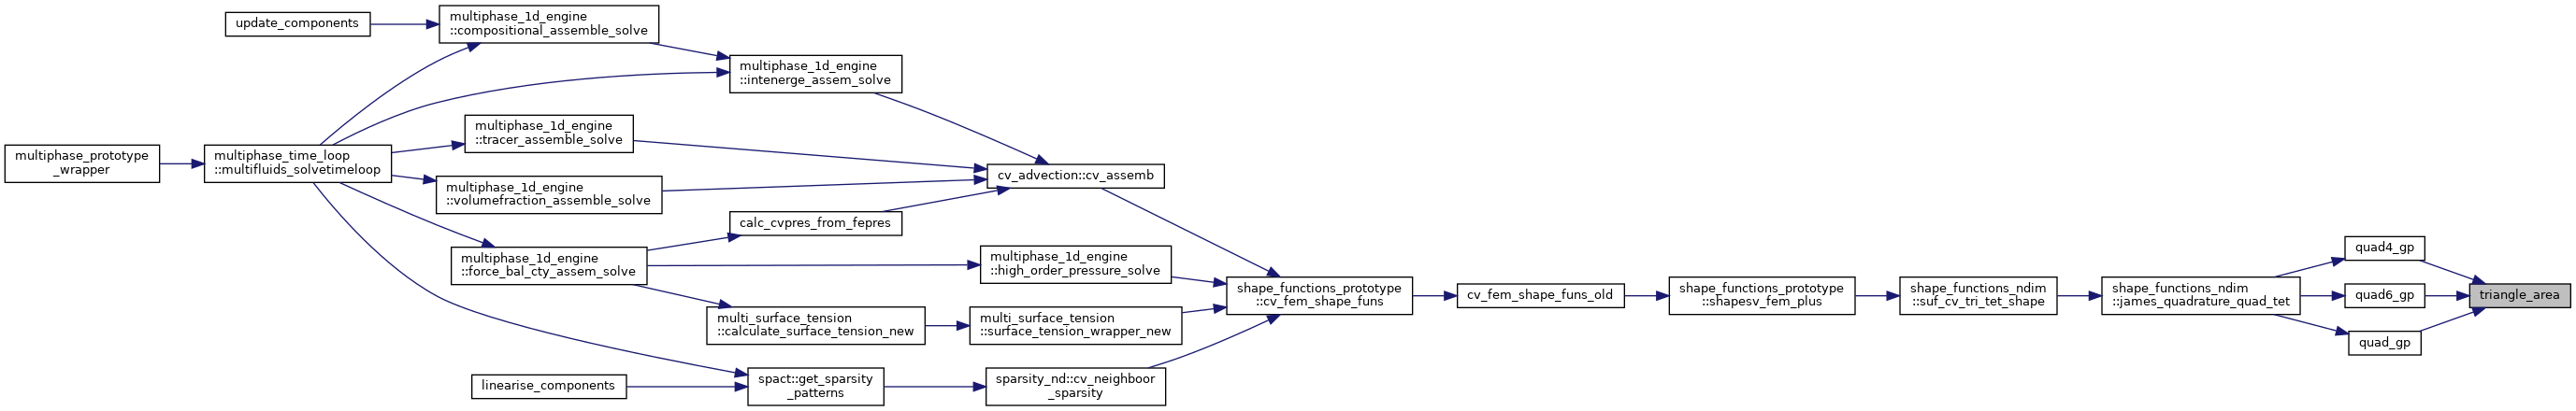 update_components
multiphase_1d_engine
::compositional_assemble_solve
multiphase_1d_engine
::intenerge_assem_solve
multiphase_1d_engine
::tracer_assemble_solve
multiphase_prototype
_wrapper
multiphase_time_loop
::multifluids_solvetimeloop
cv_advection::cv_assemb
multiphase_1d_engine
::volumefraction_assemble_solve
calc_cvpres_from_fepres
multiphase_1d_engine
::force_bal_cty_assem_solve
multiphase_1d_engine
::high_order_pressure_solve
quad4_gp
shape_functions_prototype
::cv_fem_shape_funs
cv_fem_shape_funs_old
shape_functions_prototype
::shapesv_fem_plus
shape_functions_ndim
::suf_cv_tri_tet_shape
shape_functions_ndim
::james_quadrature_quad_tet
quad6_gp
triangle_area
multi_surface_tension
::calculate_surface_tension_new
multi_surface_tension
::surface_tension_wrapper_new
quad_gp
linearise_components
spact::get_sparsity
_patterns
sparsity_nd::cv_neighboor
_sparsity